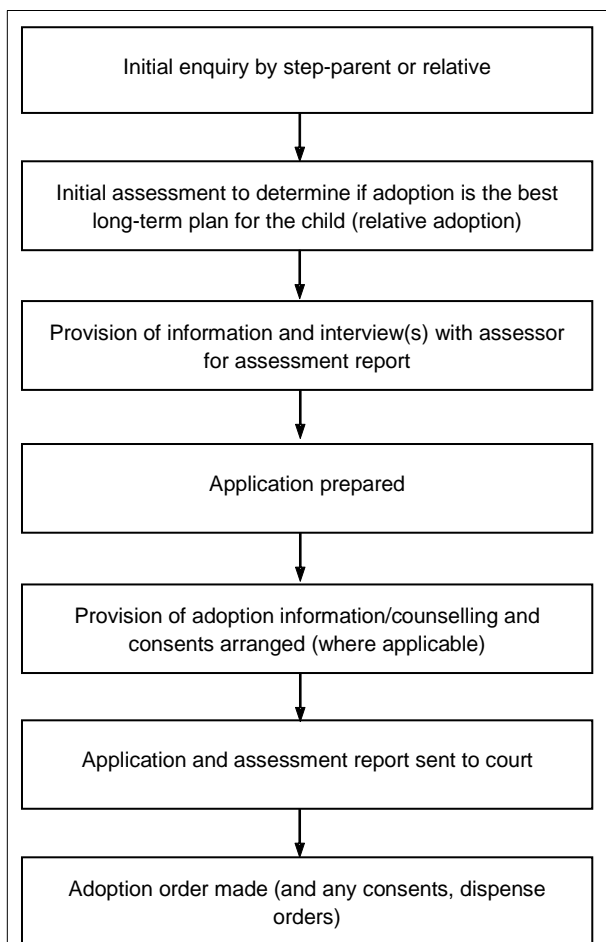 Initial enquiry by step-parent or relative
Initial assessment to determine if adoption is the best
long-term plan for the child (relative adoption)
Provision of information and interview(s) with assessor
for assessment report
Application prepared
Provision of adoption information/counselling and
consents arranged (where applicable)
Application and assessment report sent to court
Adoption order made (and any consents, dispense
orders)